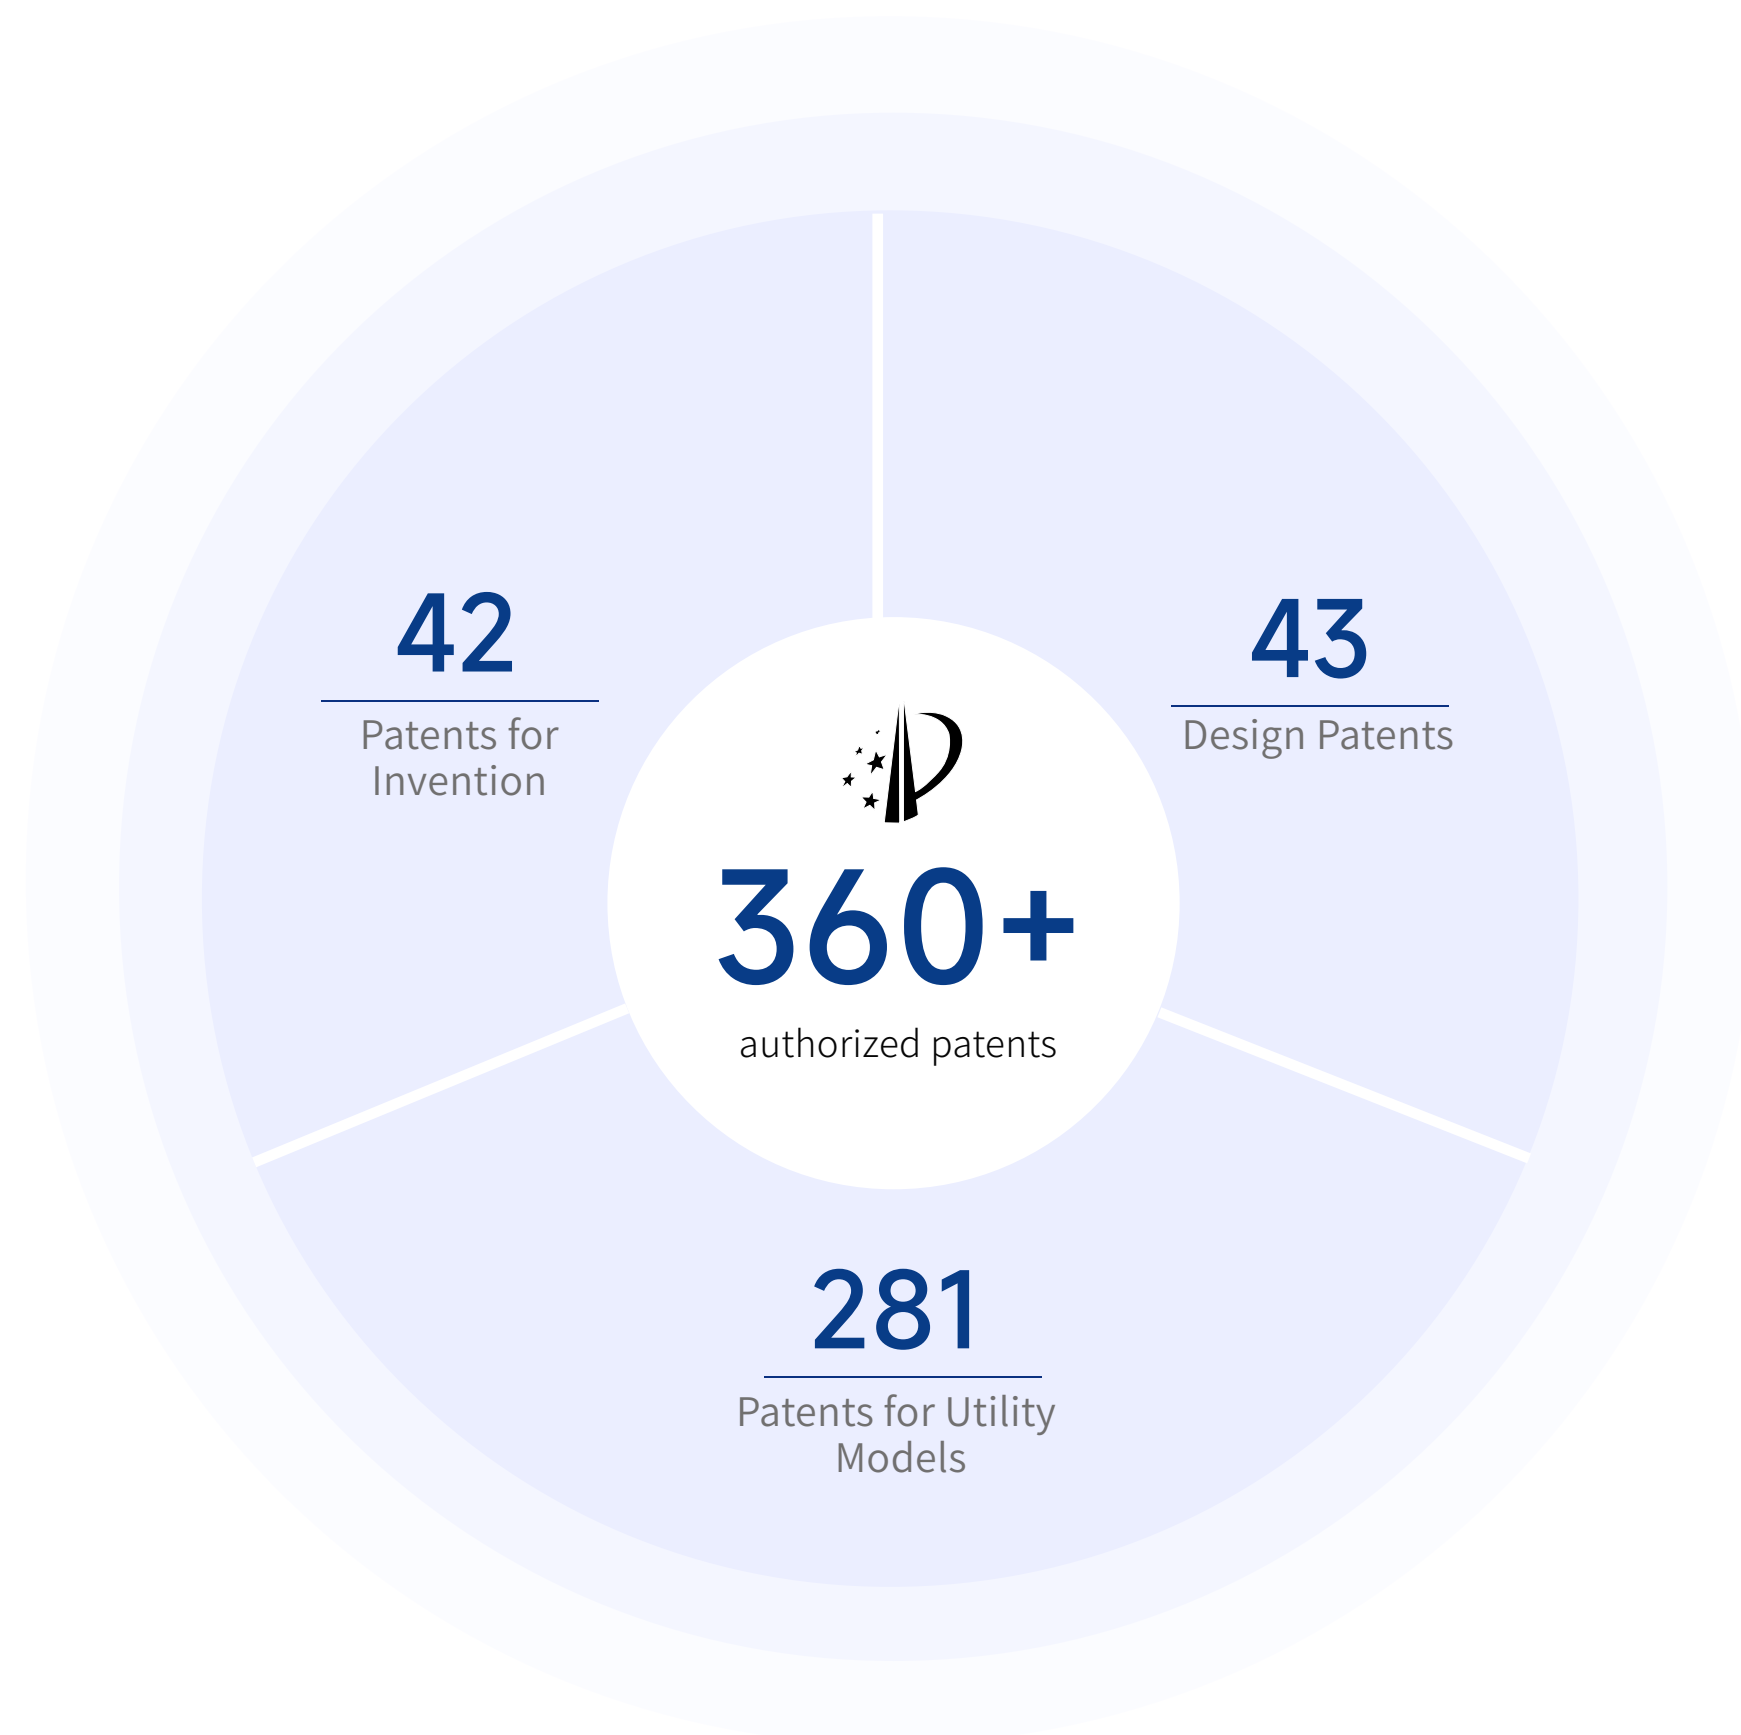 42
Patents for
Invention
43
Design Patents
360+
authorized patents
281
Patents for Utility
Models